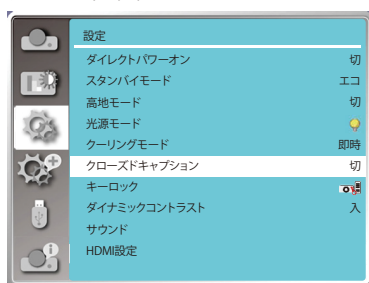 設定
ダイレクトパワーオン 切
スタンバイモード エコ
高地モード 切
光源モード
クーリングモード 即時
クローズドキャプション 切
キーロック
ダイナミックコントラスト 入
サウンド
HDMI設定